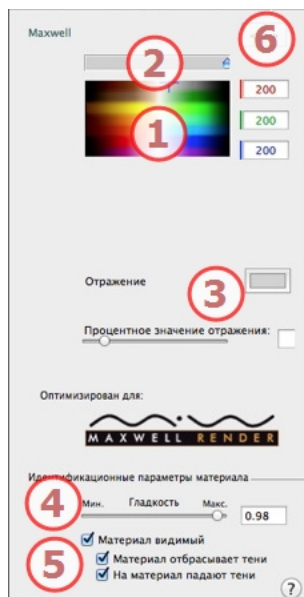 Maxwell
6
2
200
1
200
200
Отражение
3
Процентное значение отражения:
Оптимизирован для:
MAXWELL RENDER
Идентификационные параметры материала
4
Мин. Гладкость Макс.
0.98
Материал видимый
5
Материал отбрасывает тени
На материал падают тени
?